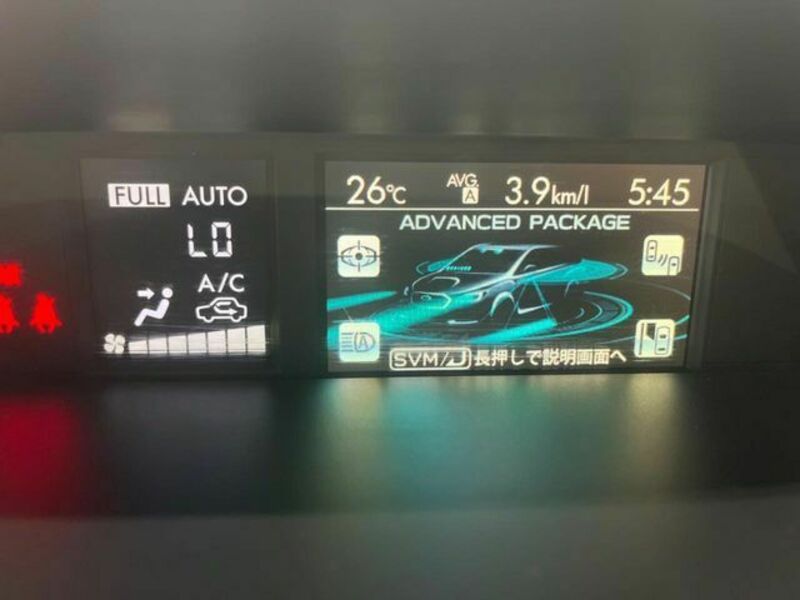 FULL AUTO
LO
A/C
26℃ AVG. A 3.9km/l 5:45
ADVANCED PACKAGE
A
SVM/ 長押しで説明画面へ